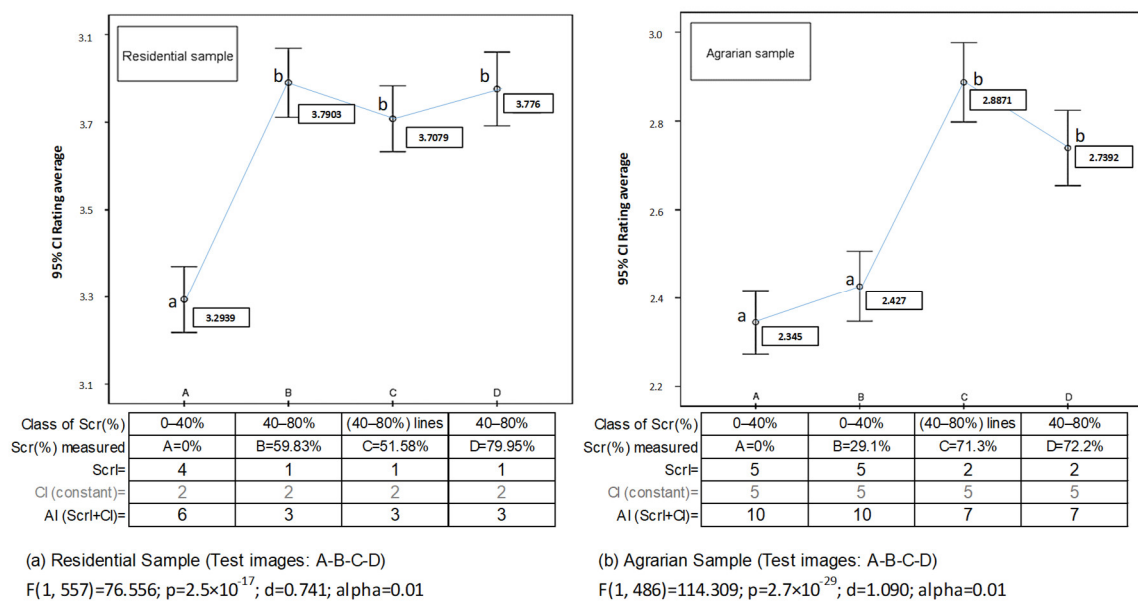 Residential sample
95% CI Rating average
3.1
3.7
3.5
3.3
3.1
a
3.2939
b
3.7903
b
3.7079
b
3.776
A B C D
Class of Scr(%) 0–40% 40–80% (40–80%) lines 40–80%
Scr(%) measured A=0% B=59.83% C=51.58% D=79.95%
ScrI= 4 1 1 1
CI (constant)= 2 2 2 2
AI (ScrI+CI)= 6 3 3 3
(a) Residential Sample (Test images: A-B-C-D)
F(1, 557)=76.556; p=2.5×10⁻¹⁷; d=0.741; alpha=0.01
Agrarian sample
95% CI Rating average
3.0
2.8
2.6
2.4
2.2
a
2.345
a
2.427
b
2.8871
b
2.7392
A B C D
Class of Scr(%) 0–40% 0–40% (40–80%) lines 40–80%
Scr(%) measured A=0% B=29.1% C=71.3% D=72.2%
ScrI= 5 5 2 2
CI (constant)= 5 5 5 5
AI (ScrI+CI)= 10 10 7 7
(b) Agrarian Sample (Test images: A-B-C-D)
F(1, 486)=114.309; p=2.7×10⁻²⁹; d=1.090; alpha=0.01